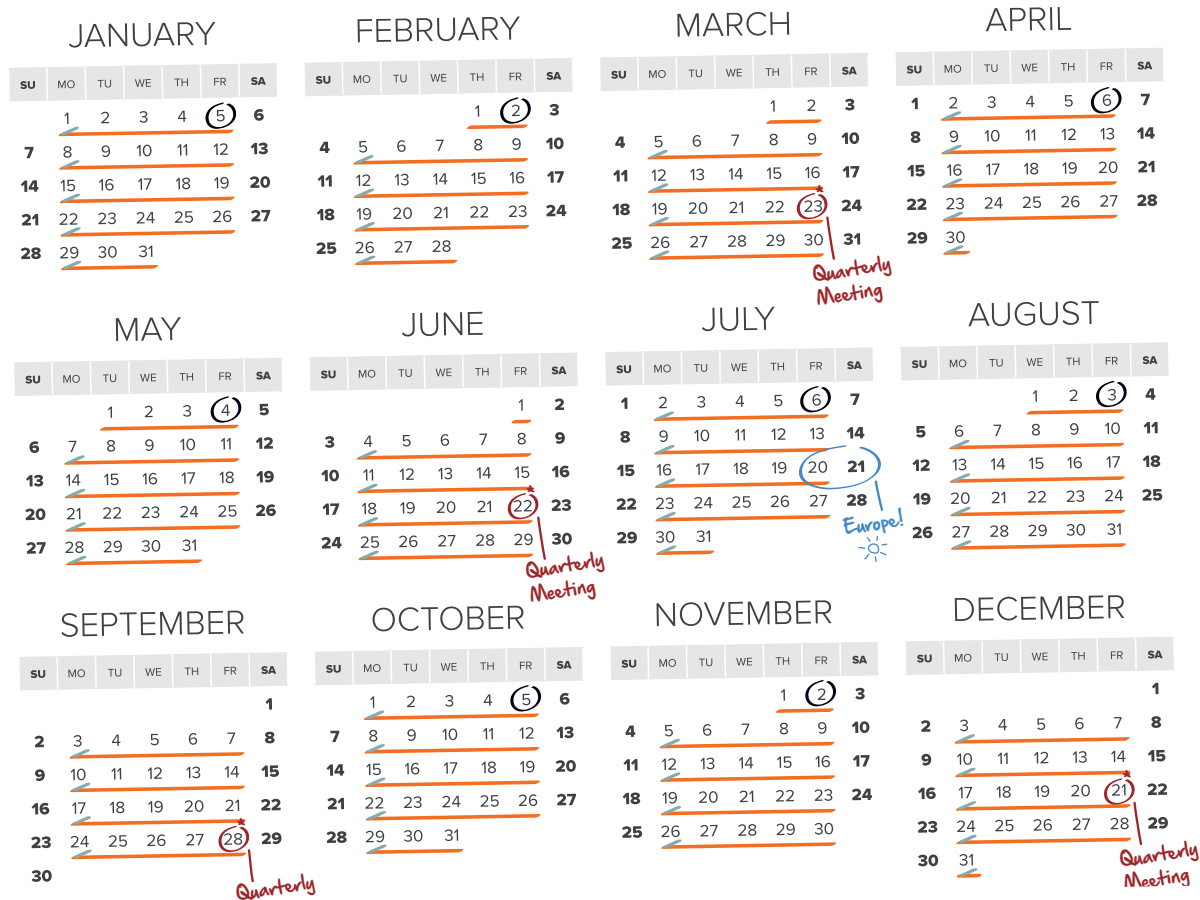 JANUARY
SU MO TU WE TH FR SA
1 2 3 4 5 6
7 8 9 10 11 12 13
14 15 16 17 18 19 20
21 22 23 24 25 26 27
28 29 30 31
FEBRUARY
SU MO TU WE TH FR SA
1 2 3
4 5 6 7 8 9 10
11 12 13 14 15 16 17
18 19 20 21 22 23 24
25 26 27 28
MARCH
SU MO TU WE TH FR SA
1 2 3
4 5 6 7 8 9 10
11 12 13 14 15 16 17
18 19 20 21 22 23 24
25 26 27 28 29 30 31
Quarterly
Meeting
APRIL
SU MO TU WE TH FR SA
1 2 3 4 5 6 7
8 9 10 11 12 13 14
15 16 17 18 19 20 21
22 23 24 25 26 27 28
29 30
MAY
SU MO TU WE TH FR SA
1 2 3 4 5
6 7 8 9 10 11 12
13 14 15 16 17 18 19
20 21 22 23 24 25 26
27 28 29 30 31
JUNE
SU MO TU WE TH FR SA
1 2
3 4 5 6 7 8 9
10 11 12 13 14 15 16
17 18 19 20 21 22 23
24 25 26 27 28 29 30
Quarterly
Meeting
JULY
SU MO TU WE TH FR SA
1 2 3 4 5 6 7
8 9 10 11 12 13 14
15 16 17 18 19 20 21
22 23 24 25 26 27 28
29 30 31
Europe!
AUGUST
SU MO TU WE TH FR SA
1 2 3 4
5 6 7 8 9 10 11
12 13 14 15 16 17 18
19 20 21 22 23 24 25
26 27 28 29 30 31
SEPTEMBER
SU MO TU WE TH FR SA
1
2 3 4 5 6 7 8
9 10 11 12 13 14 15
16 17 18 19 20 21 22
23 24 25 26 27 28 29
30
Quarterly
OCTOBER
SU MO TU WE TH FR SA
1 2 3 4 5 6
7 8 9 10 11 12 13
14 15 16 17 18 19 20
21 22 23 24 25 26 27
28 29 30 31
NOVEMBER
SU MO TU WE TH FR SA
1 2 3
4 5 6 7 8 9 10
11 12 13 14 15 16 17
18 19 20 21 22 23 24
25 26 27 28 29 30
DECEMBER
SU MO TU WE TH FR SA
1
2 3 4 5 6 7 8
9 10 11 12 13 14 15
16 17 18 19 20 21 22
23 24 25 26 27 28 29
30 31
Quarterly
Meeting